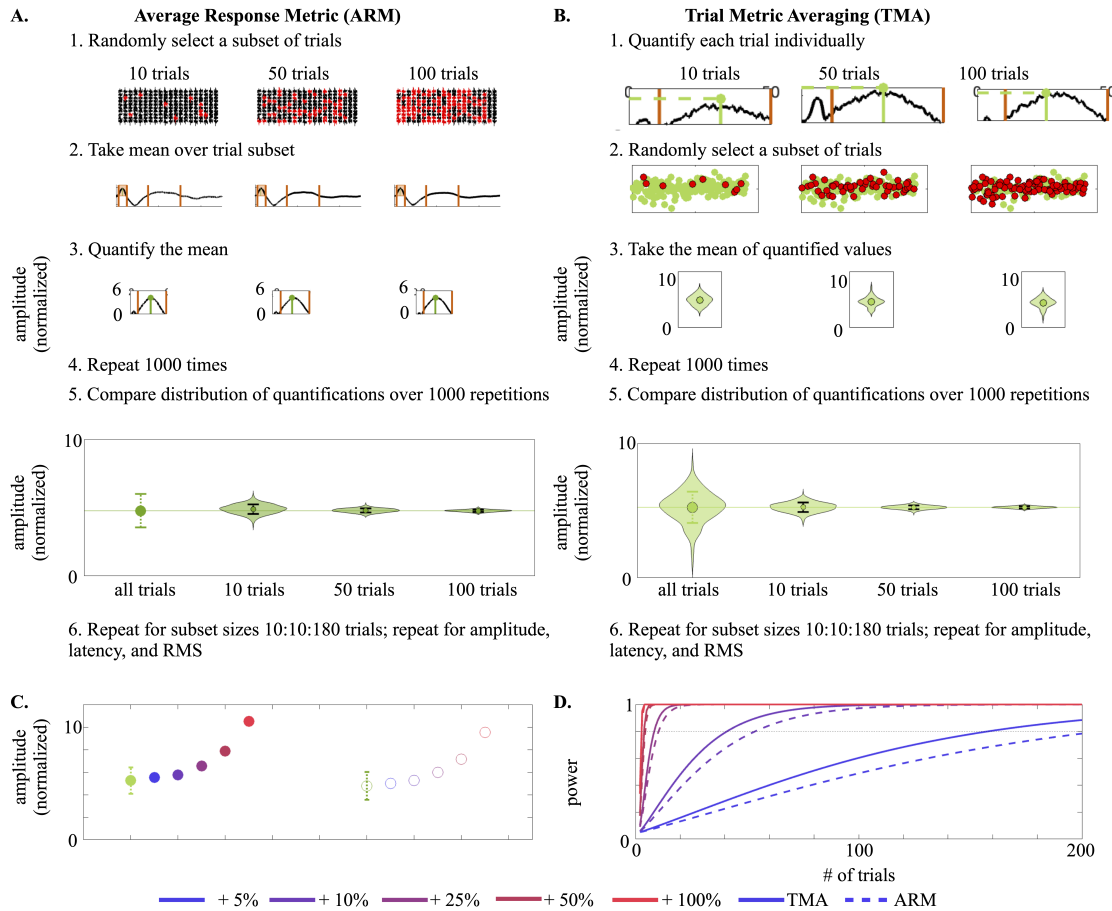 A.
Average Response Metric (ARM)
1. Randomly select a subset of trials
10 trials
50 trials
100 trials
2. Take mean over trial subset
3. Quantify the mean
amplitude
(normalized)
6
0
6
0
6
0
4. Repeat 1000 times
5. Compare distribution of quantifications over 1000 repetitions
amplitude
(normalized)
10
0
all trials
10 trials
50 trials
100 trials
6. Repeat for subset sizes 10:10:180 trials; repeat for amplitude,
latency, and RMS
B.
Trial Metric Averaging (TMA)
1. Quantify each trial individually
10 trials
50 trials
100 trials
2. Randomly select a subset of trials
3. Take the mean of quantified values
amplitude
(normalized)
10
0
10
0
10
0
4. Repeat 1000 times
5. Compare distribution of quantifications over 1000 repetitions
amplitude
(normalized)
10
0
all trials
10 trials
50 trials
100 trials
6. Repeat for subset sizes 10:10:180 trials; repeat for amplitude,
latency, and RMS
C.
amplitude
(normalized)
10
0
D.
power
1
0
0
100
200
# of trials
+ 5%
+ 10%
+ 25%
+ 50%
+ 100%
TMA
ARM